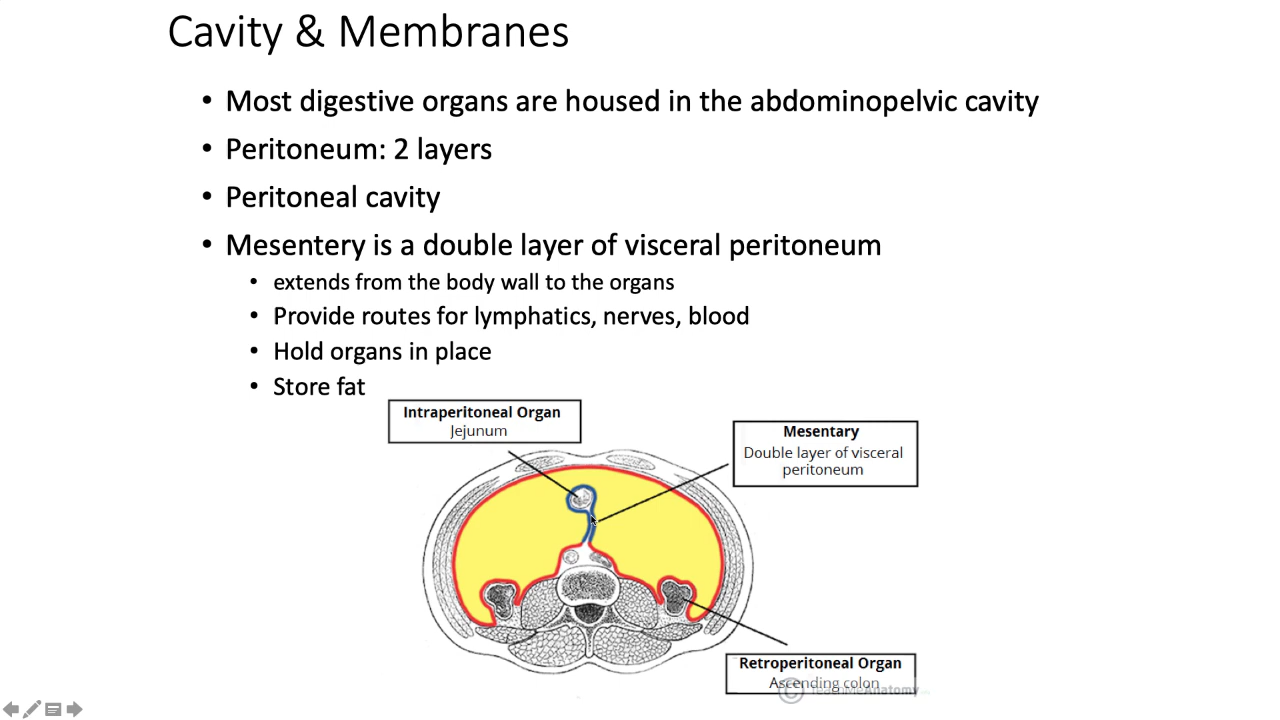 Cavity & Membranes
• Most digestive organs are housed in the abdominopelvic cavity
• Peritoneum: 2 layers
• Peritoneal cavity
• Mesentery is a double layer of visceral peritoneum
• extends from the body wall to the organs
• Provide routes for lymphatics, nerves, blood
• Hold organs in place
• Store fat
Intraperitoneal Organ
Jejunum
Mesentary
Double layer of visceral
peritoneum
Retroperitoneal Organ
Ascending colon
© TeachMeAnatomy